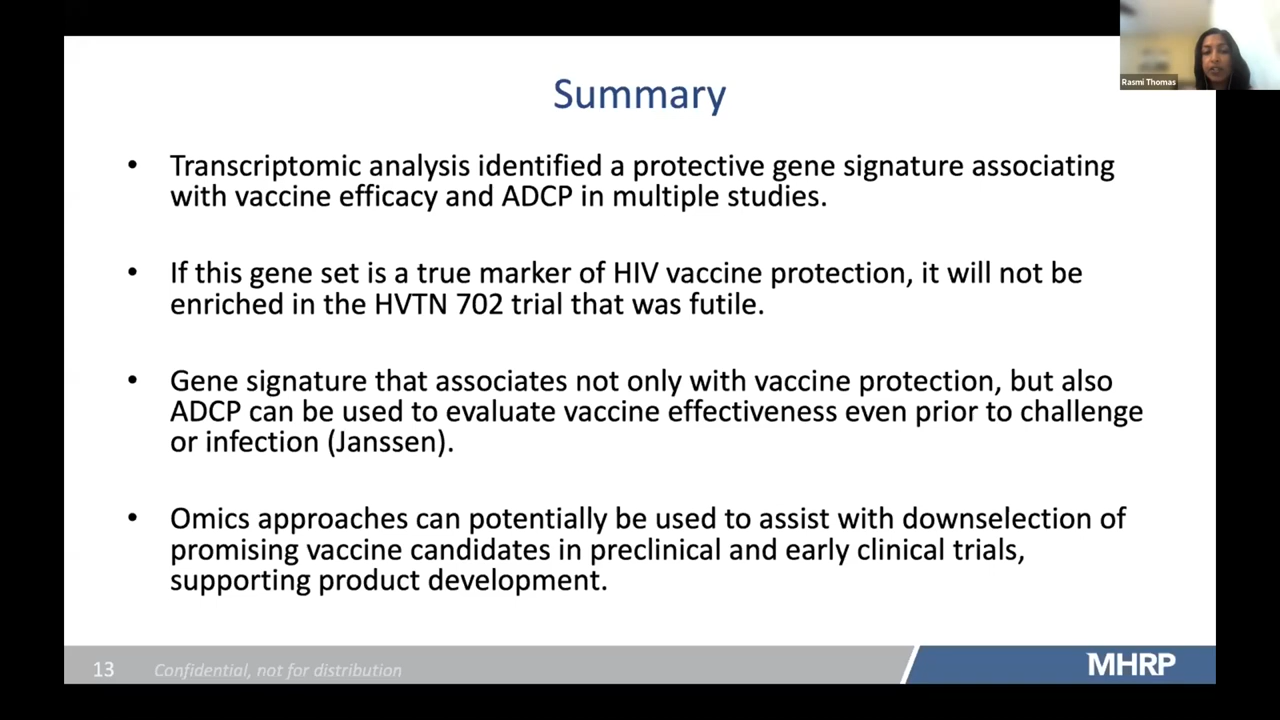 Rasmi Thomas
Summary
• Transcriptomic analysis identified a protective gene signature associating
with vaccine efficacy and ADCP in multiple studies.
• If this gene set is a true marker of HIV vaccine protection, it will not be
enriched in the HVTN 702 trial that was futile.
• Gene signature that associates not only with vaccine protection, but also
ADCP can be used to evaluate vaccine effectiveness even prior to challenge
or infection (Janssen).
• Omics approaches can potentially be used to assist with downselection of
promising vaccine candidates in preclinical and early clinical trials,
supporting product development.
13 Confidential, not for distribution
MHRP